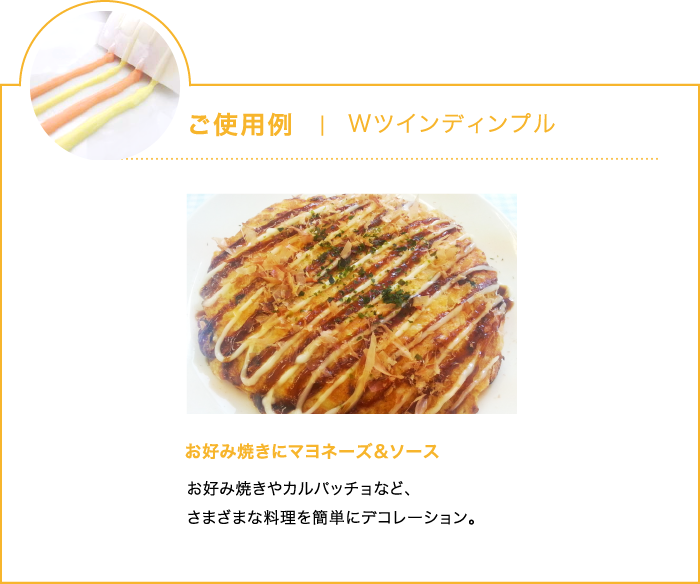 ご使用例 | Wツインディンプル
お好み焼きにマヨネーズ&ソース
お好み焼きやカルパッチョなど、
さまざまな料理を簡単にデコレーション。